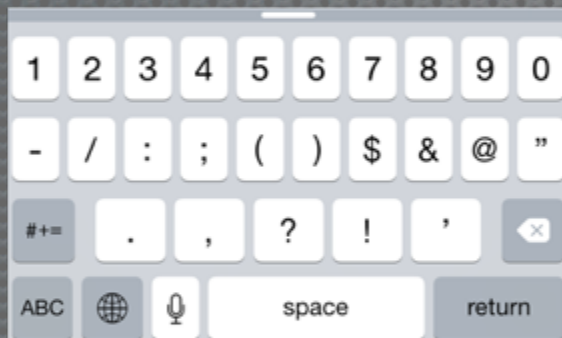 1 2 3 4 5 6 7 8 9 0
- / : ; ( ) $ & @ ”
#+= . , ? ! ’
ABC space return